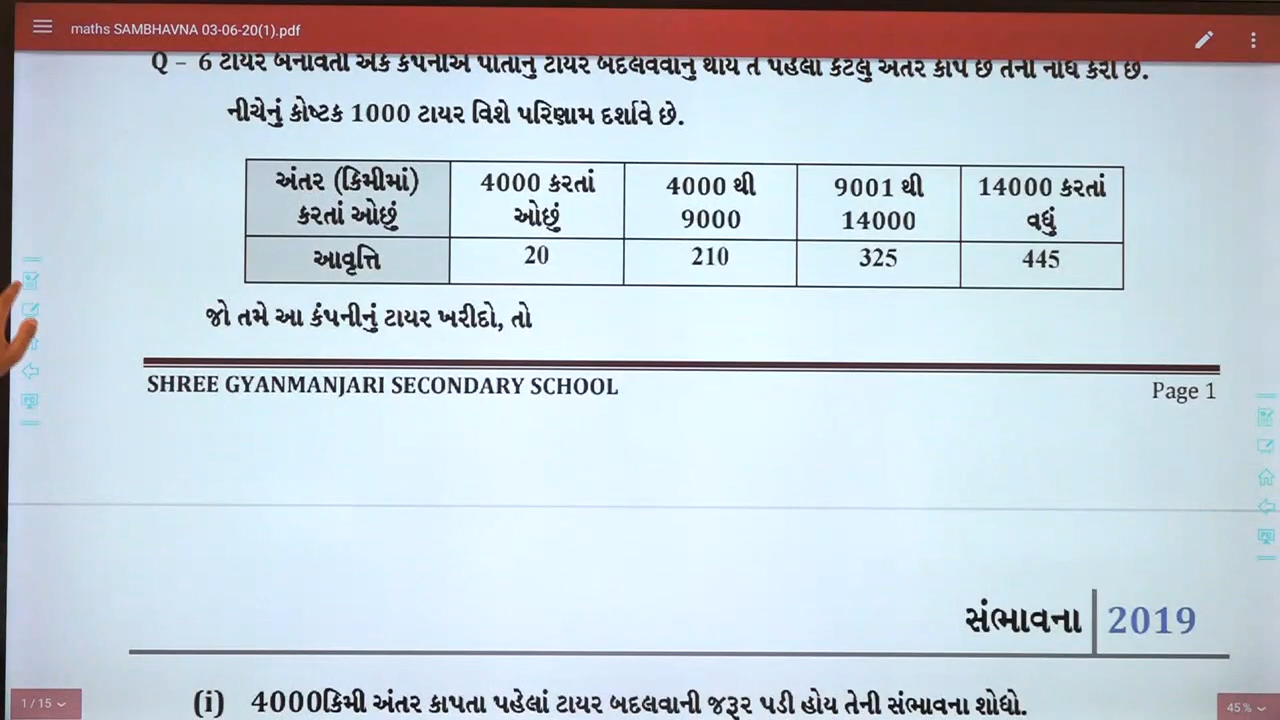 maths SAMBHAVNA 03-06-20(1).pdf
Q – 6 ટાયર બનાવતી એક કંપનીએ પોતાનું ટાયર બદલવવાનું થાય તે પહેલા કેટલું અંતર કાપે છે તેની નોંધ કરી છે.
નીચેનું કોષ્ટક 1000 ટાયર વિશે પરિણામ દર્શાવે છે.
અંતર (કિમીમાં) 4000 કરતાં 4000 થી 9001 થી 14000 કરતાં
કરતાં ઓછું ઓછું 9000 14000 વધું
આવૃત્તિ 20 210 325 445
જો તમે આ કંપનીનું ટાયર ખરીદો, તો
SHREE GYANMANJARI SECONDARY SCHOOL Page 1
સંભાવના 2019
(i) 4000કિમી અંતર કાપતા પહેલાં ટાયર બદલવાની જરૂર પડી હોય તેની સંભાવના શોધો.
1 / 15 45%